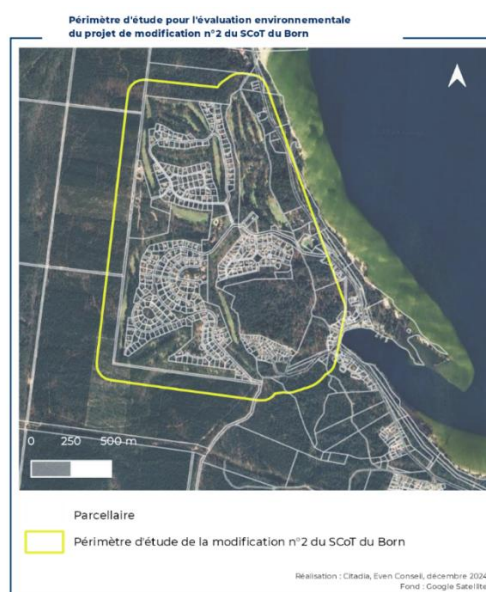 Périmètre d'étude pour l'évaluation environnementale
du projet de modification n°2 du SCoT du Born
0 250 500 m
Parcellaire
Périmètre d'étude de la modification n°2 du SCoT du Born
Réalisation : Citadia, Even Conseil, décembre 2024
Fond : Google Satellite